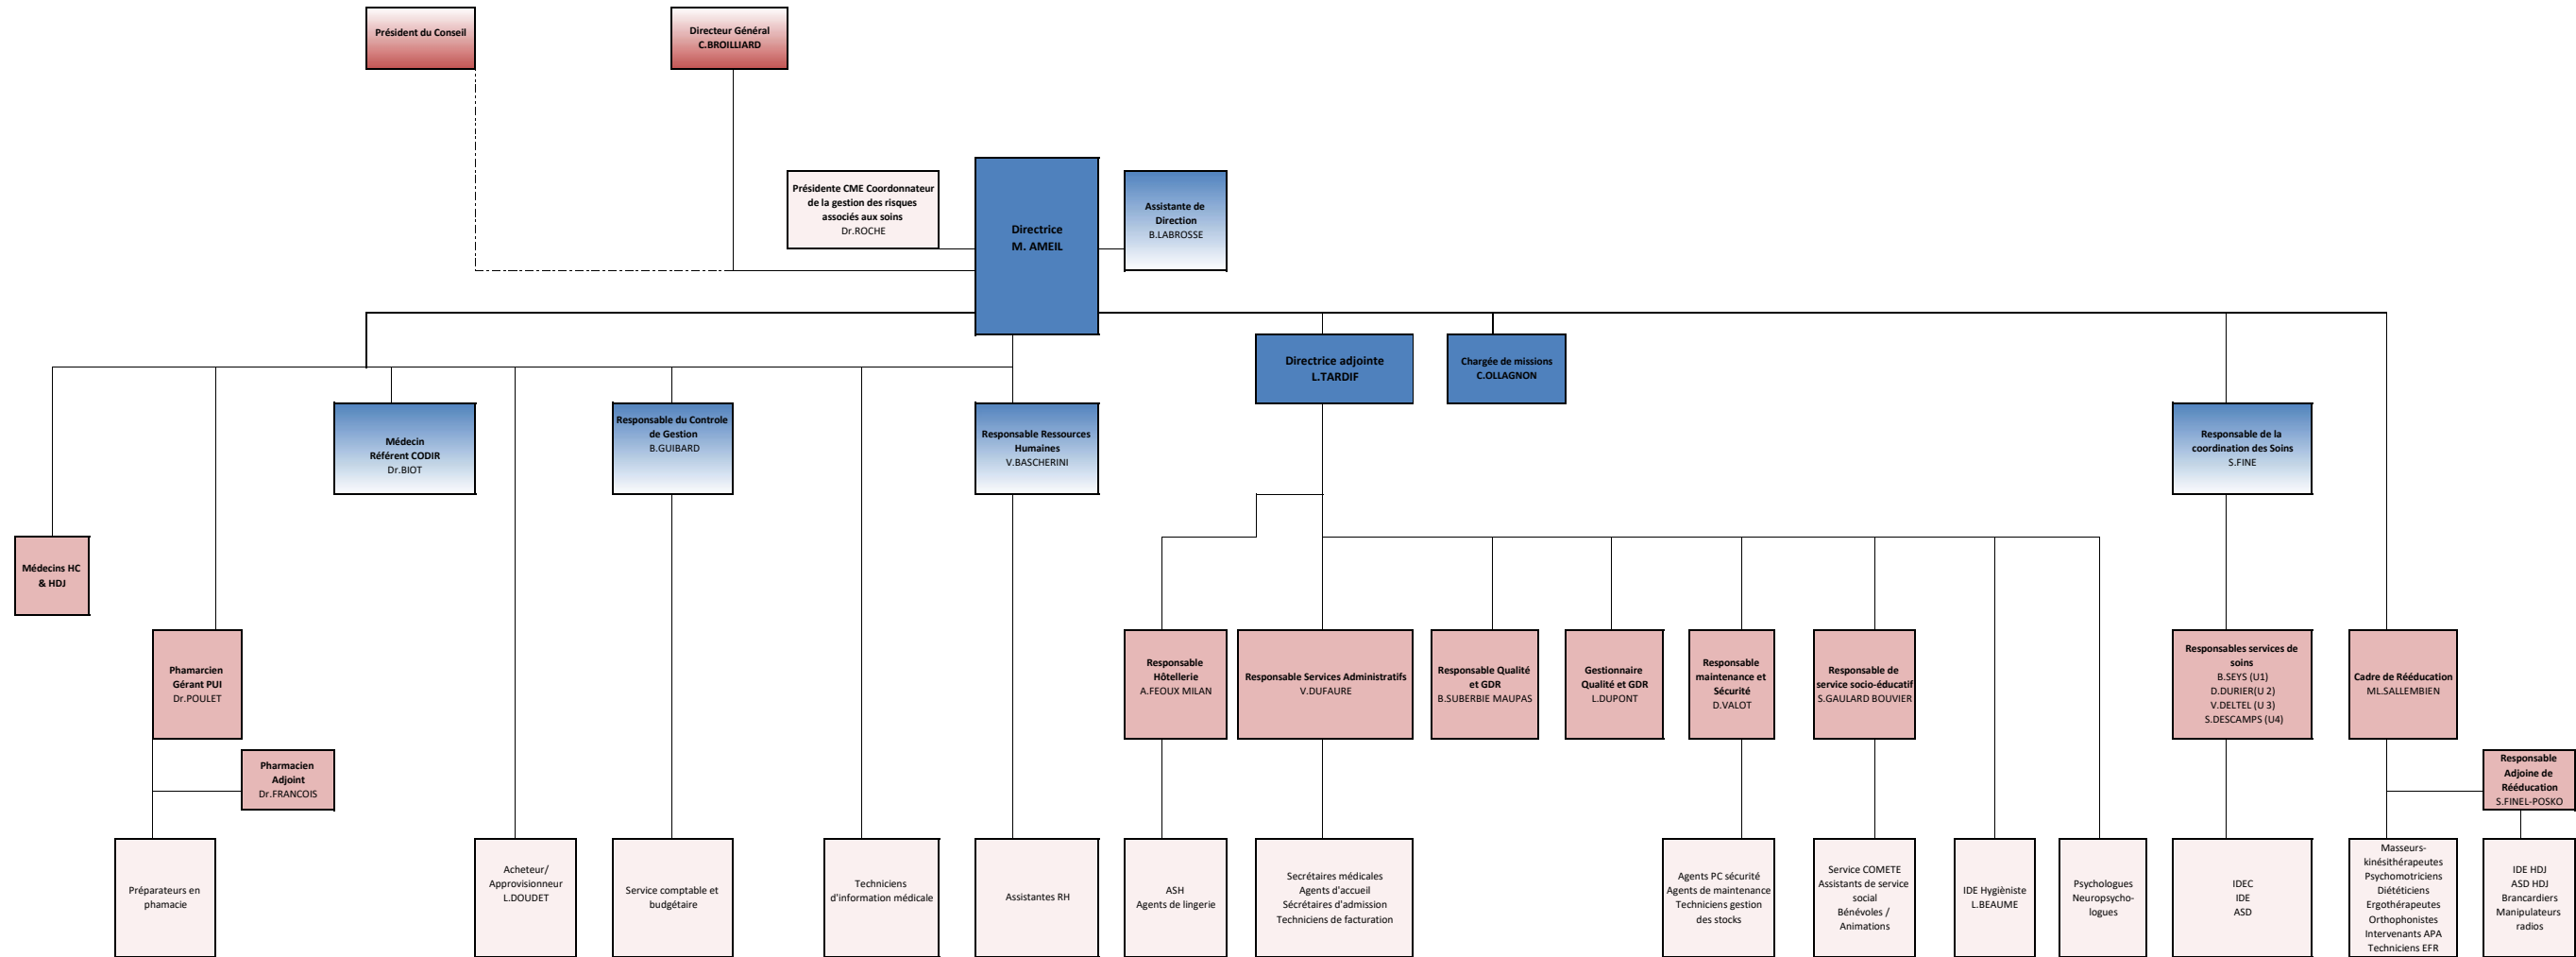 Président du Conseil
Directeur Général
C.BROILLIARD
Présidente CME Coordonnateur
de la gestion des risques
associés aux soins
Dr.ROCHE
Directrice
M. AMEIL
Assistante de
Direction
B.LABROSSE
Directrice adjointe
L.TARDIF
Chargée de missions
C.OLLAGNON
Médecin
Référent CODIR
Dr.BIOT
Responsable du Controle
de Gestion
B.GUIBARD
Responsable Ressources
Humaines
V.BASCHERINI
Responsable de la
coordination des Soins
S.FINE
Médecins HC
& HDJ
Phamarcien
Gérant PUI
Dr.POULET
Responsable
Hôtellerie
A.FEOUX MILAN
Responsable Services Administratifs
V.DUFAURE
Responsable Qualité
et GDR
B.SUBERBIE MAUPAS
Gestionnaire
Qualité et GDR
L.DUPONT
Responsable
maintenance et
Sécurité
D.VALOT
Responsable de
service socio-éducatif
S.GAULARD BOUVIER
Responsables services de
soins
B.SEYS (U1)
D.DURIER(U 2)
V.DELTEL (U 3)
S.DESCAMPS (U4)
Cadre de Rééducation
ML.SALLEMBIEN
Pharmacien
Adjoint
Dr.FRANCOIS
Responsable
Adjoine de
Rééducation
S.FINEL-POSKO
Préparateurs en
phamacie
Acheteur/
Approvisionneur
L.DOUDET
Service comptable et
budgétaire
Techniciens
d'information médicale
Assistantes RH
ASH
Agents de lingerie
Secrétaires médicales
Agents d'accueil
Sécrétaires d'admission
Techniciens de facturation
Agents PC sécurité
Agents de maintenance
Techniciens gestion
des stocks
Service COMETE
Assistants de service
social
Bénévoles /
Animations
IDE Hygièniste
L.BEAUME
Psychologues
Neuropsycho-
logues
IDEC
IDE
ASD
Masseurs-
kinésithérapeutes
Psychomotriciens
Diététiciens
Ergothérapeutes
Orthophonistes
Intervenants APA
Techniciens EFR
IDE HDJ
ASD HDJ
Brancardiers
Manipulateurs
radios